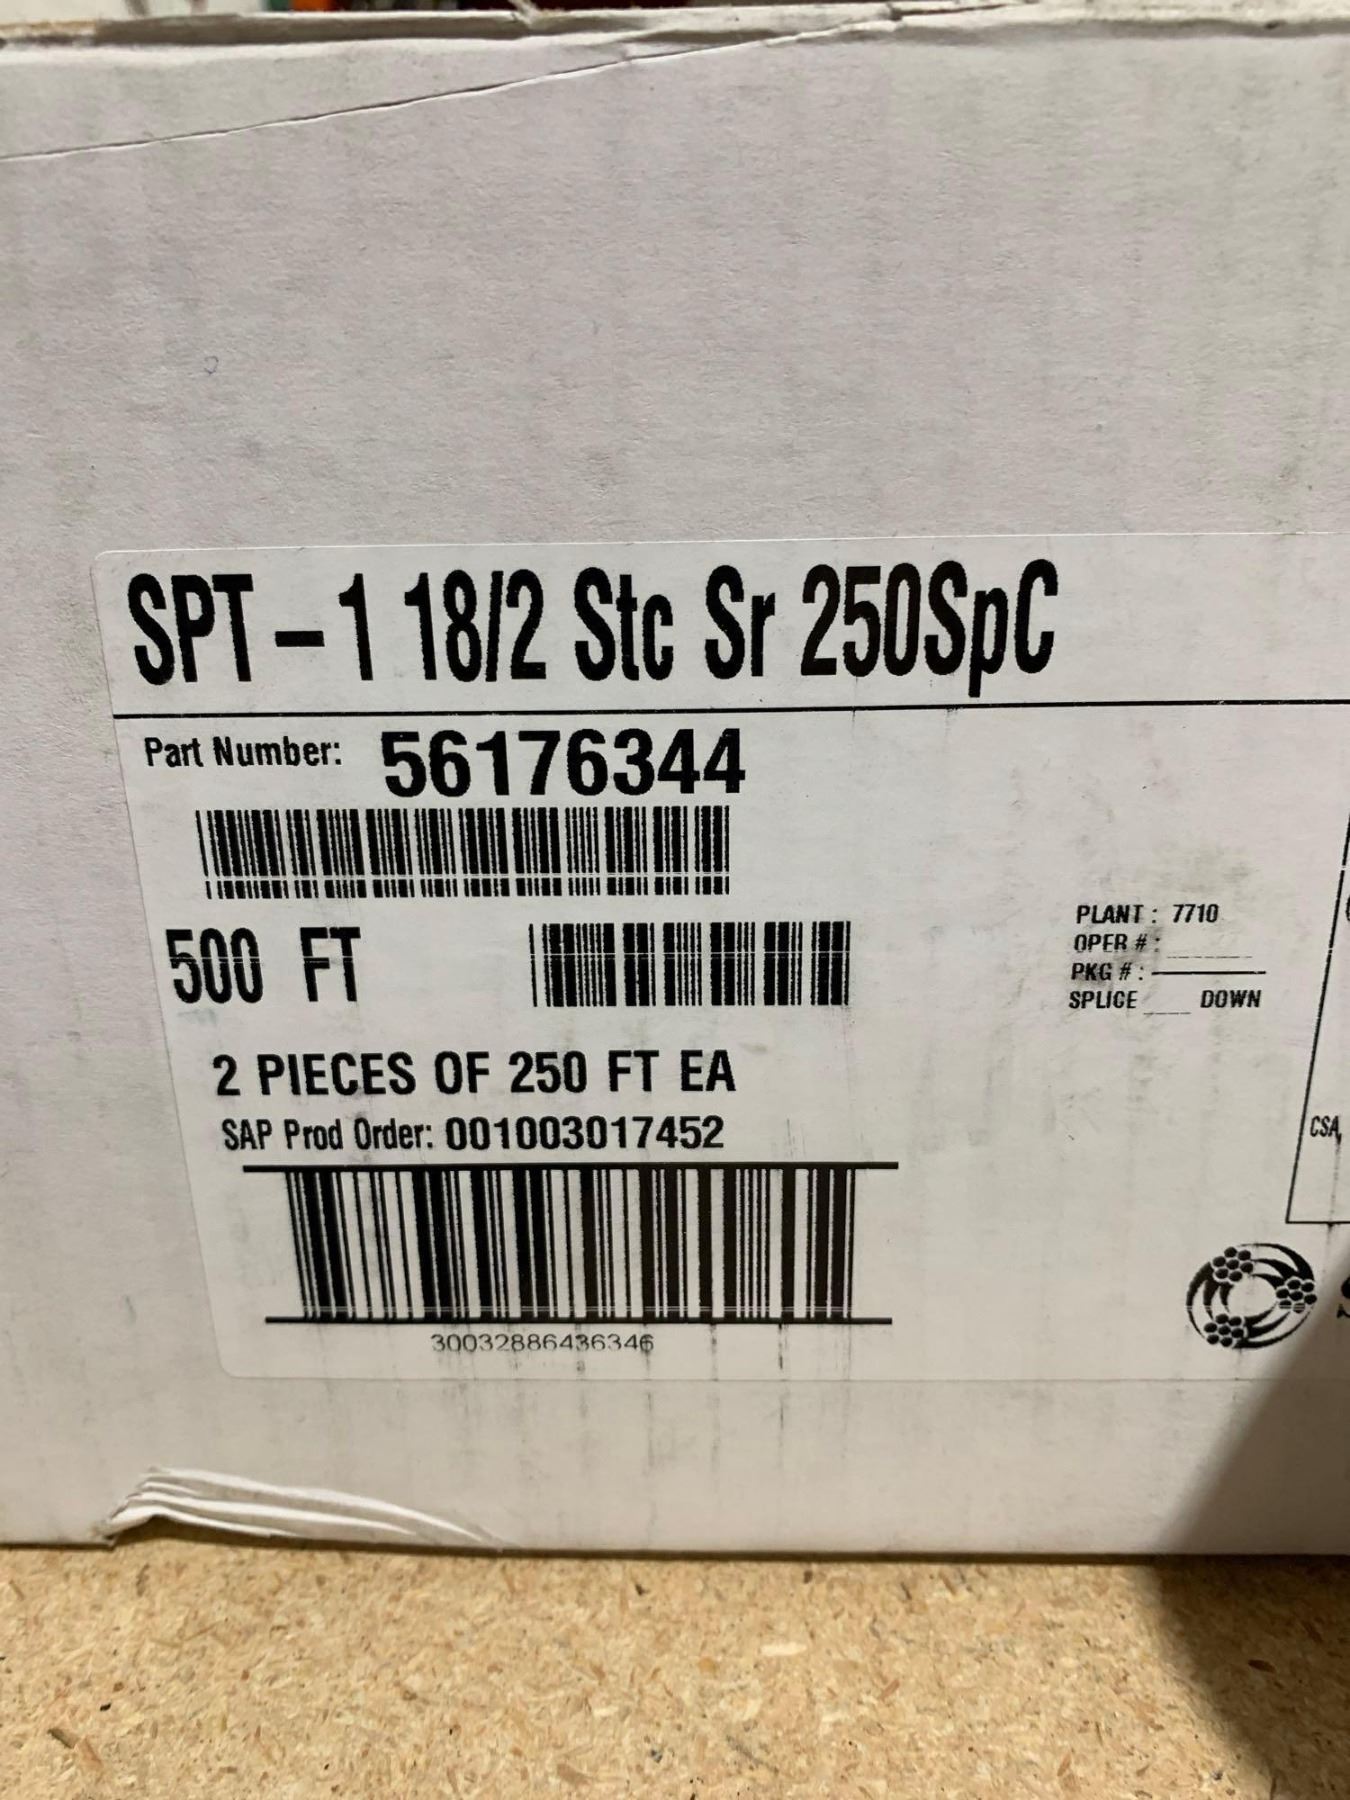 SPT-1 18/2 Stc Sr 250SpC
Part Number: 56176344
500 FT
2 PIECES OF 250 FT EA
SAP Prod Order: 001003017452
30032886436346
PLANT : 7710
OPER # :
PKG # :
SPLICE ___ DOWN
CSA,